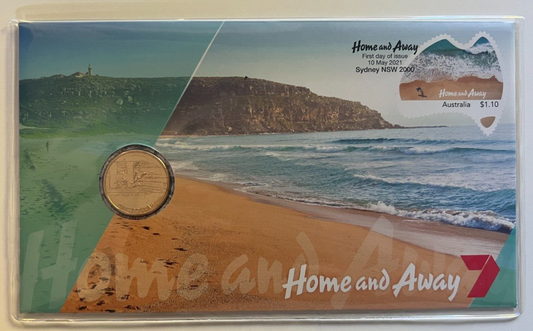 Home and Away
First day of issue
10 May 2021
Sydney NSW 2000
Home and Away
Australia $1.10
Home and Away
Home and Away 7